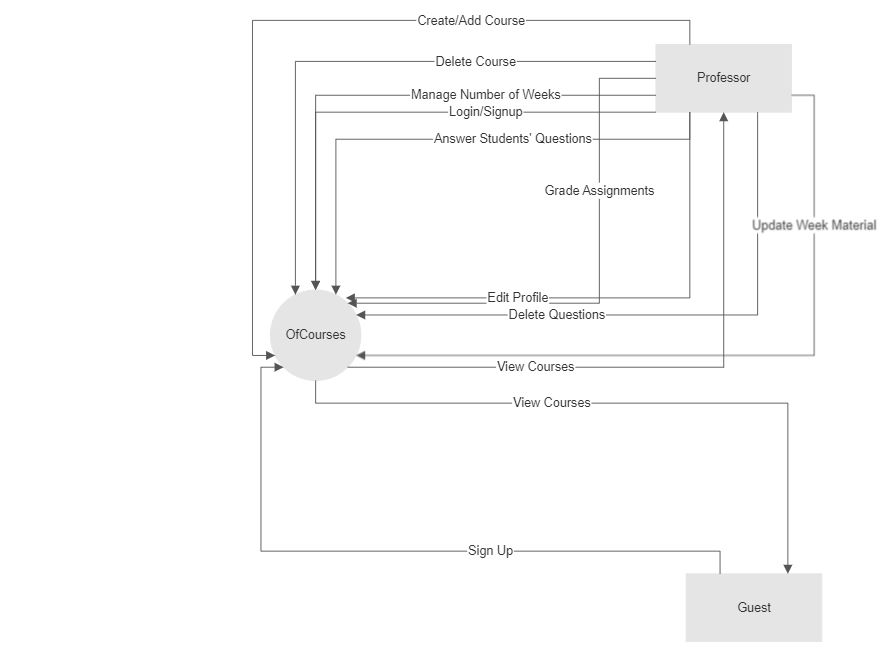 Create/Add Course
Delete Course
Professor
Manage Number of Weeks
Login/Signup
Answer Students' Questions
Grade Assignments
Update Week Material
Edit Profile
Delete Questions
OfCourses
View Courses
View Courses
Sign Up
Guest